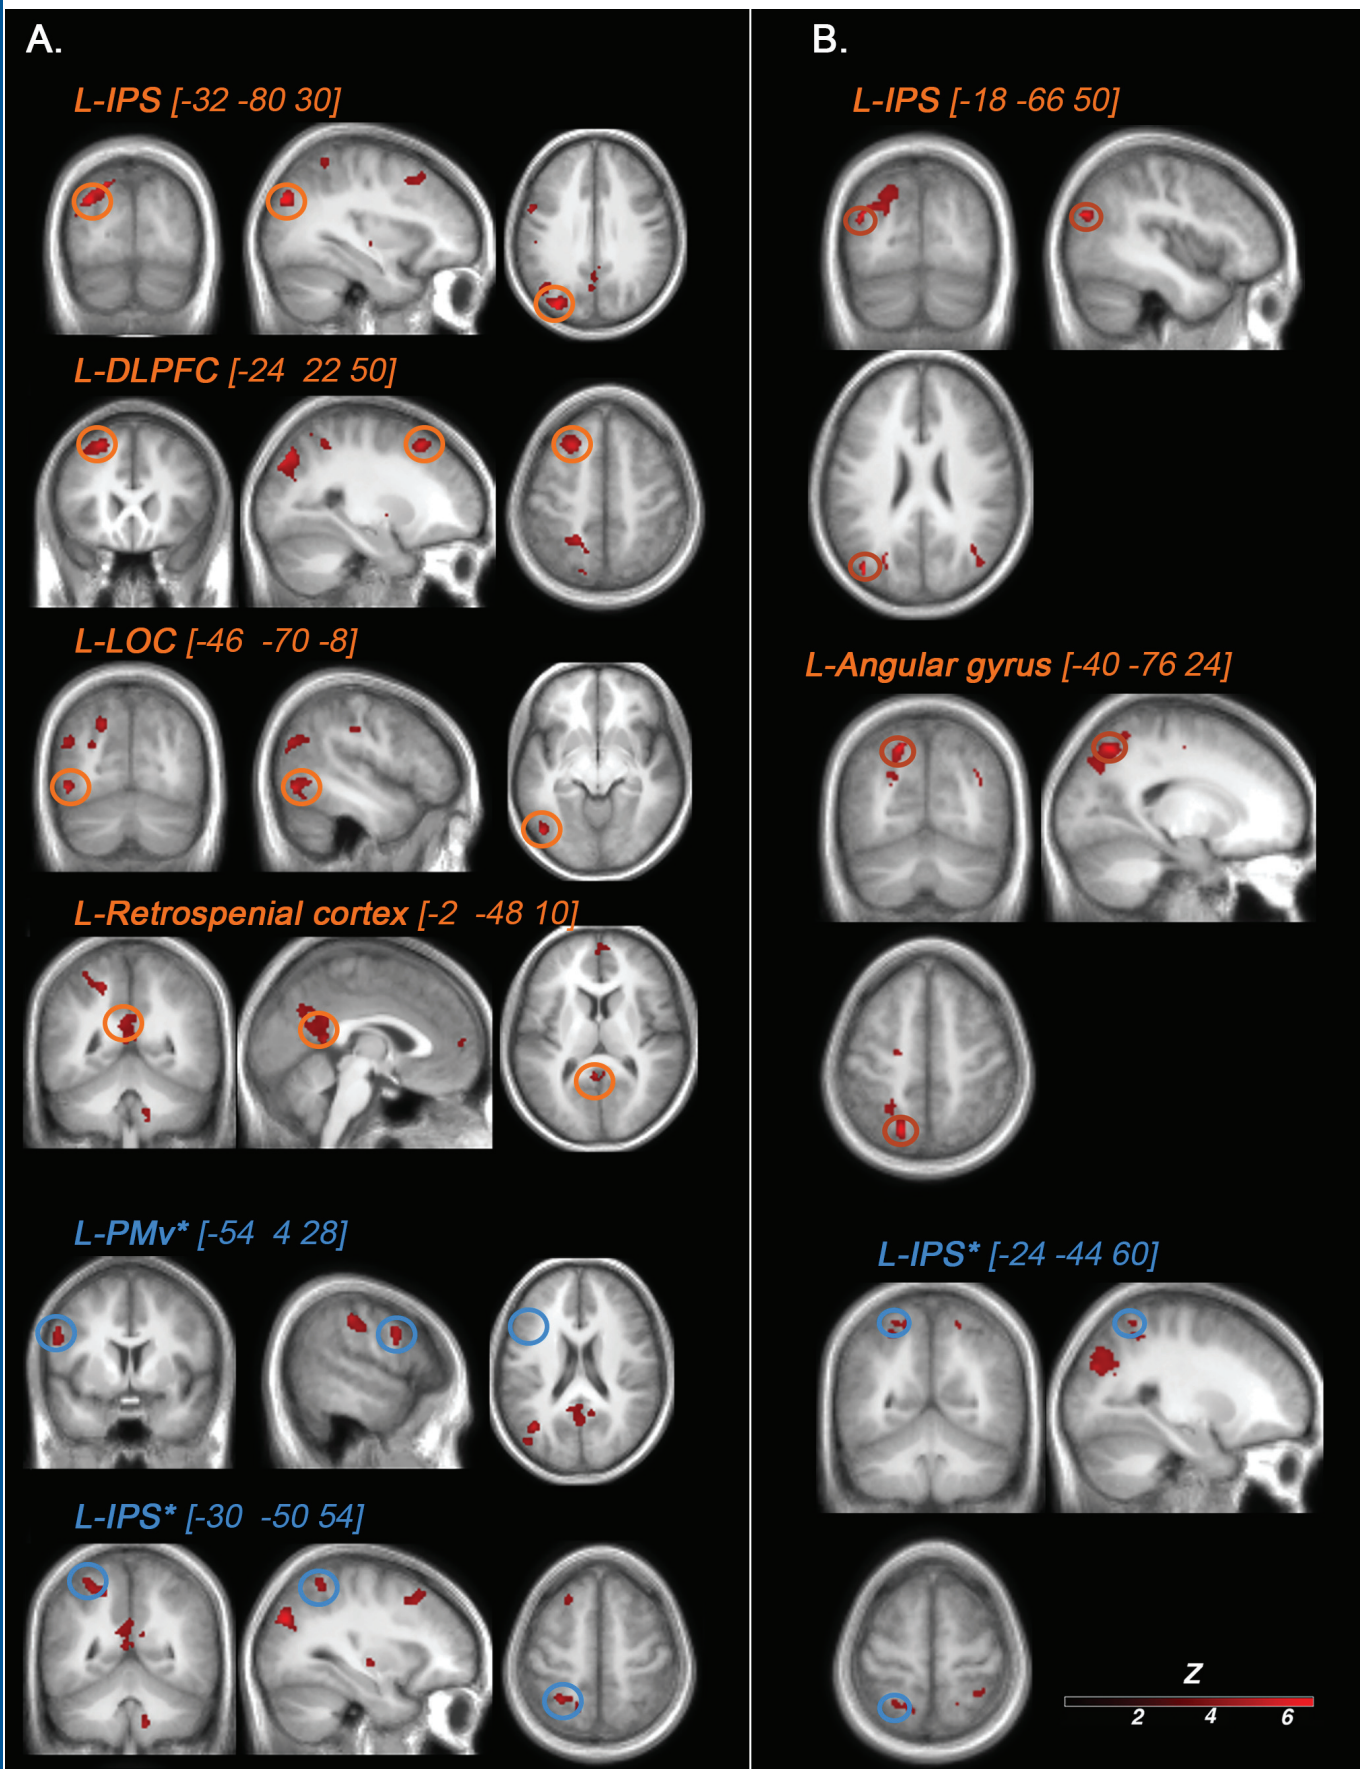 A.
L-IPS [-32 -80 30]
L-DLPFC [-24 22 50]
L-LOC [-46 -70 -8]
L-Retrospenial cortex [-2 -48 10]
L-PMv* [-54 4 28]
L-IPS* [-30 -50 54]
B.
L-IPS [-18 -66 50]
L-Angular gyrus [-40 -76 24]
L-IPS* [-24 -44 60]
Z
2 4 6